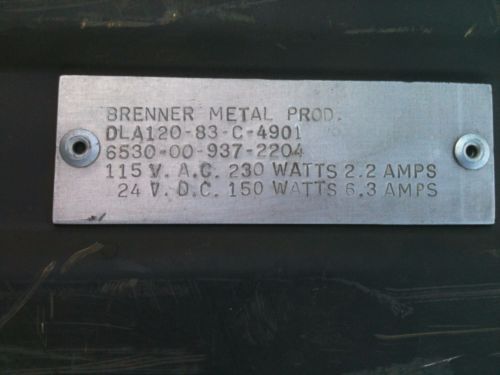 BRENNER METAL PROD.
DLA120-83-C-4901
6530-00-937-2204
115 V. A.C. 230 WATTS 2.2 AMPS
24 V. D.C. 150 WATTS 6.3 AMPS